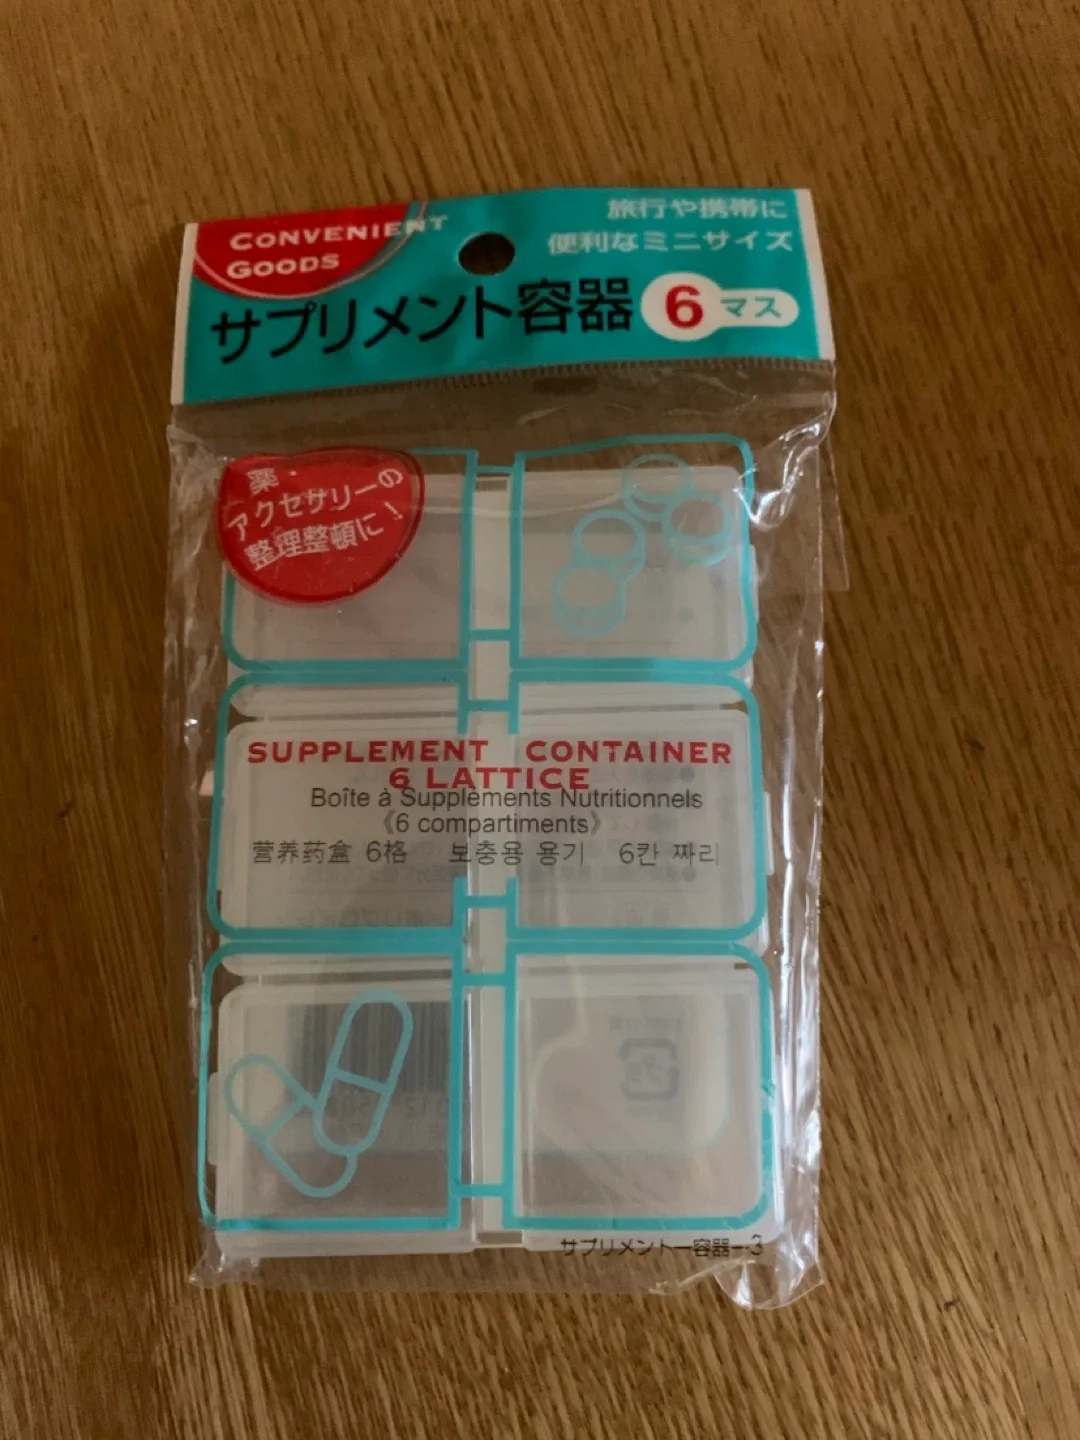 CONVENIENT
GOODS
旅行や携帯に
便利なミニサイズ
サプリメント容器 6マス
薬・
アクセサリーの
整理整頓に!
SUPPLEMENT CONTAINER
6 LATTICE
Boîte à Suppléments Nutritionnels
《6 compartiments》
营养药盒 6格 보충용 용기 6칸 짜리
サプリメント容器-3